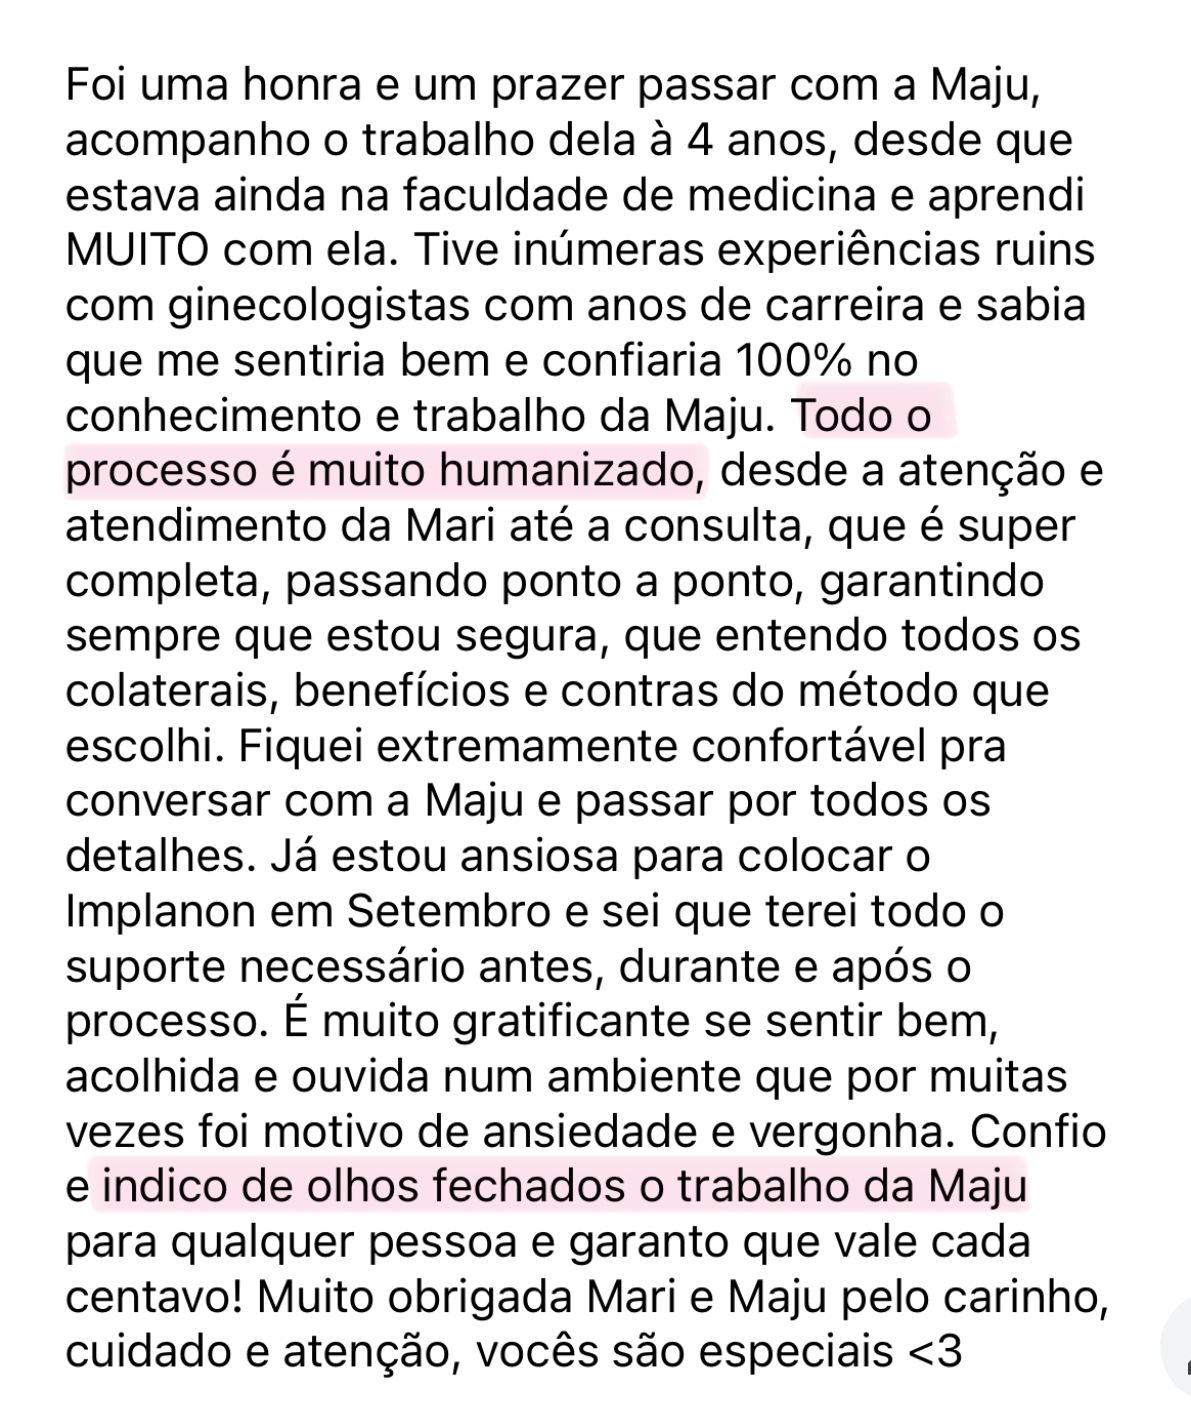 Foi uma honra e um prazer passar com a Maju,
acompanho o trabalho dela à 4 anos, desde que
estava ainda na faculdade de medicina e aprendi
MUITO com ela. Tive inúmeras experiências ruins
com ginecologistas com anos de carreira e sabia
que me sentiria bem e confiaria 100% no
conhecimento e trabalho da Maju. Todo o
processo é muito humanizado, desde a atenção e
atendimento da Mari até a consulta, que é super
completa, passando ponto a ponto, garantindo
sempre que estou segura, que entendo todos os
colaterais, benefícios e contras do método que
escolhi. Fiquei extremamente confortável pra
conversar com a Maju e passar por todos os
detalhes. Já estou ansiosa para colocar o
Implanon em Setembro e sei que terei todo o
suporte necessário antes, durante e após o
processo. É muito gratificante se sentir bem,
acolhida e ouvida num ambiente que por muitas
vezes foi motivo de ansiedade e vergonha. Confio
e indico de olhos fechados o trabalho da Maju
para qualquer pessoa e garanto que vale cada
centavo! Muito obrigada Mari e Maju pelo carinho,
cuidado e atenção, vocês são especiais <3